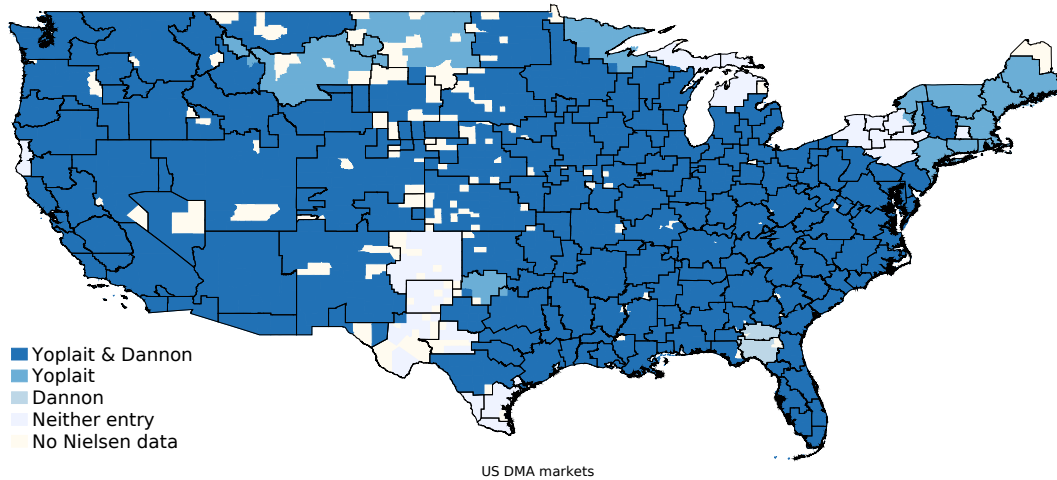 Yoplait & Dannon
Yoplait
Dannon
Neither entry
No Nielsen data
US DMA markets